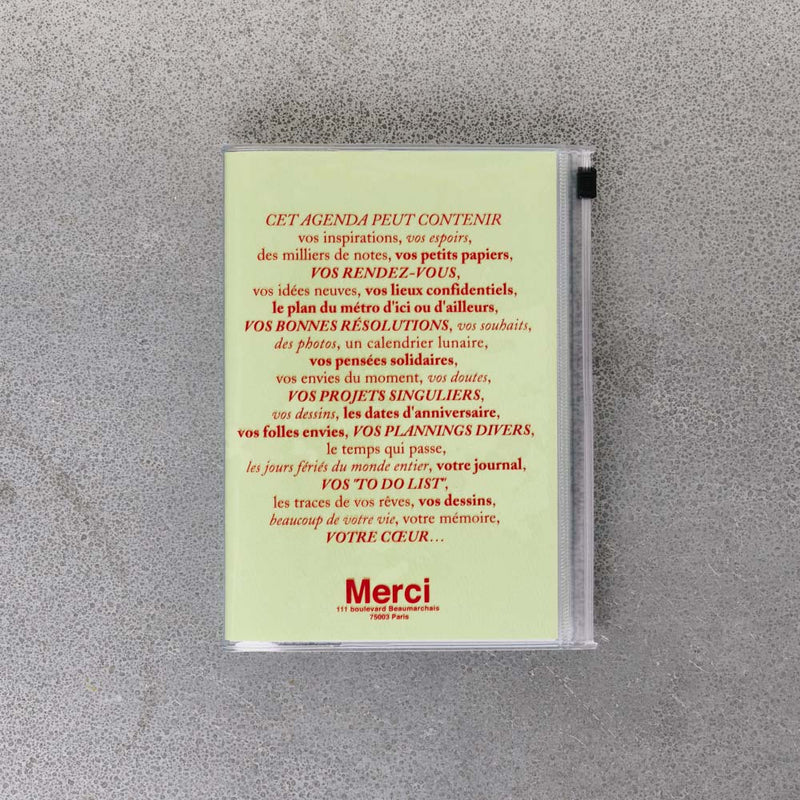 CET AGENDA PEUT CONTENIR
vos inspirations, vos espoirs,
des milliers de notes, vos petits papiers,
VOS RENDEZ-VOUS,
vos idées neuves, vos lieux confidentiels,
le plan du métro d'ici ou d'ailleurs,
VOS BONNES RÉSOLUTIONS, vos souhaits,
des photos, un calendrier lunaire,
vos pensées solidaires,
vos envies du moment, vos doutes,
VOS PROJETS SINGULIERS,
vos dessins, les dates d'anniversaire,
vos folles envies, VOS PLANNINGS DIVERS,
le temps qui passe,
les jours fériés du monde entier, votre journal,
VOS "TO DO LIST",
les traces de vos rêves, vos dessins,
beaucoup de votre vie, votre mémoire,
VOTRE CŒUR...
Merci
111 boulevard Beaumarchais
75003 Paris